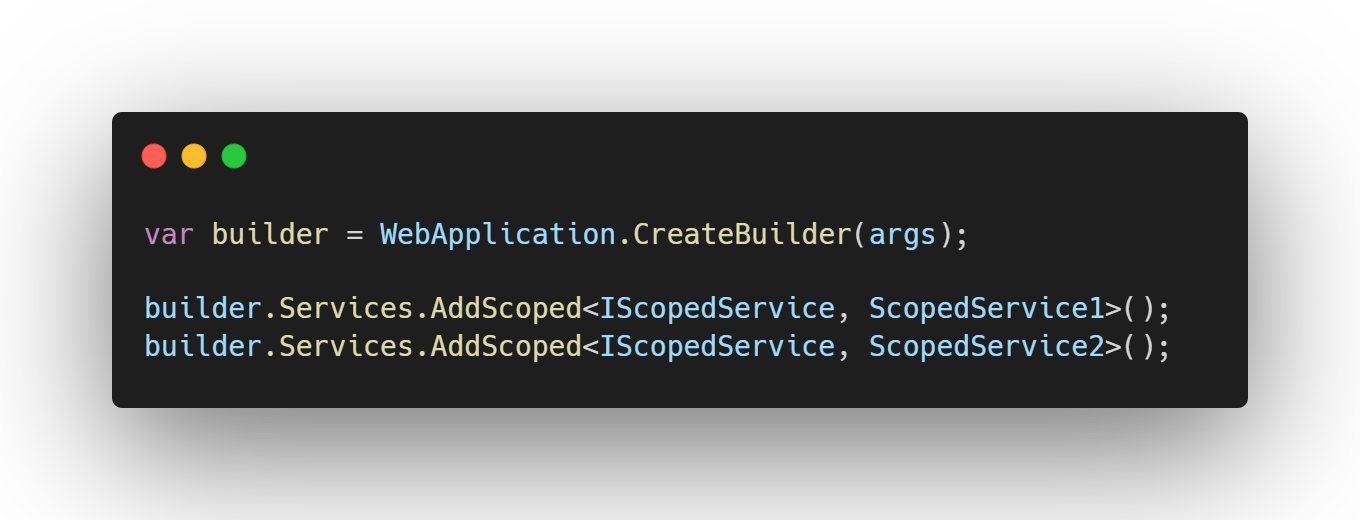 var builder = WebApplication.CreateBuilder(args);
builder.Services.AddScoped<IScopedService, ScopedService1>();
builder.Services.AddScoped<IScopedService, ScopedService2>();